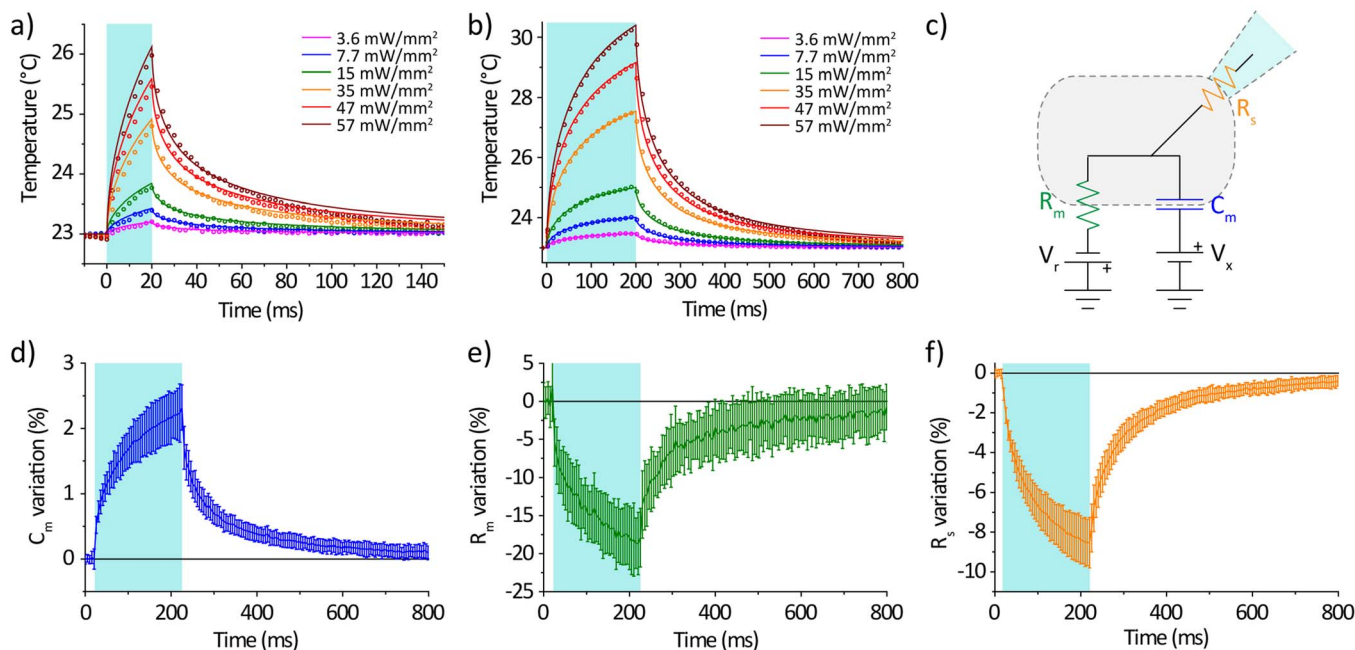 a)
Temperature (°C)
26
25
24
23
3.6 mW/mm²
7.7 mW/mm²
15 mW/mm²
35 mW/mm²
47 mW/mm²
57 mW/mm²
0 20 40 60 80 100 120 140
Time (ms)
b)
Temperature (°C)
30
28
26
24
3.6 mW/mm²
7.7 mW/mm²
15 mW/mm²
35 mW/mm²
47 mW/mm²
57 mW/mm²
0 100 200 300 400 500 600 700 800
Time (ms)
c)
Rs
Rm
Cm
Vr
+
+
Vx
d)
Cm variation (%)
3
2
1
0
0 200 400 600 800
Time (ms)
e)
Rm variation (%)
5
0
-5
-10
-15
-20
-25
0 200 400 600 800
Time (ms)
f)
Rs variation (%)
0
-2
-4
-6
-8
-10
0 200 400 600 800
Time (ms)